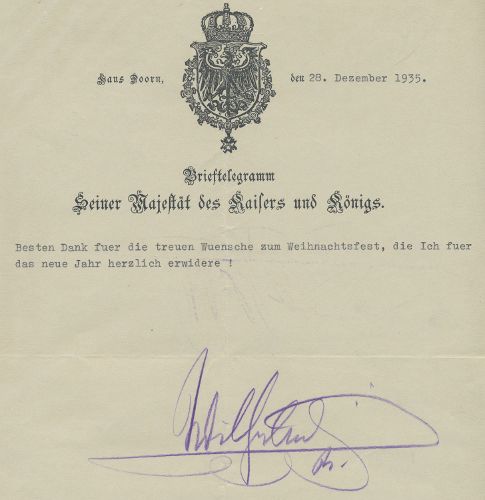 Haus Doorn, den 28. Dezember 1935.
Brieftelegramm
Seiner Majestät des Kaisers und Königs.
Besten Dank fuer die treuen Wuensche zum Weihnachtsfest, die Ich fuer
das neue Jahr herzlich erwidere !
Wilhelm